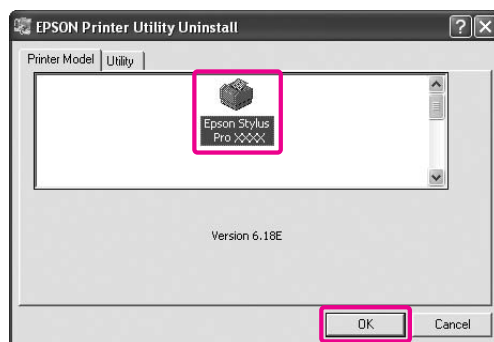 EPSON Printer Utility Uninstall
Printer Model
Utility
Epson Stylus
Pro XXXX
Version 6.18E
OK
Cancel